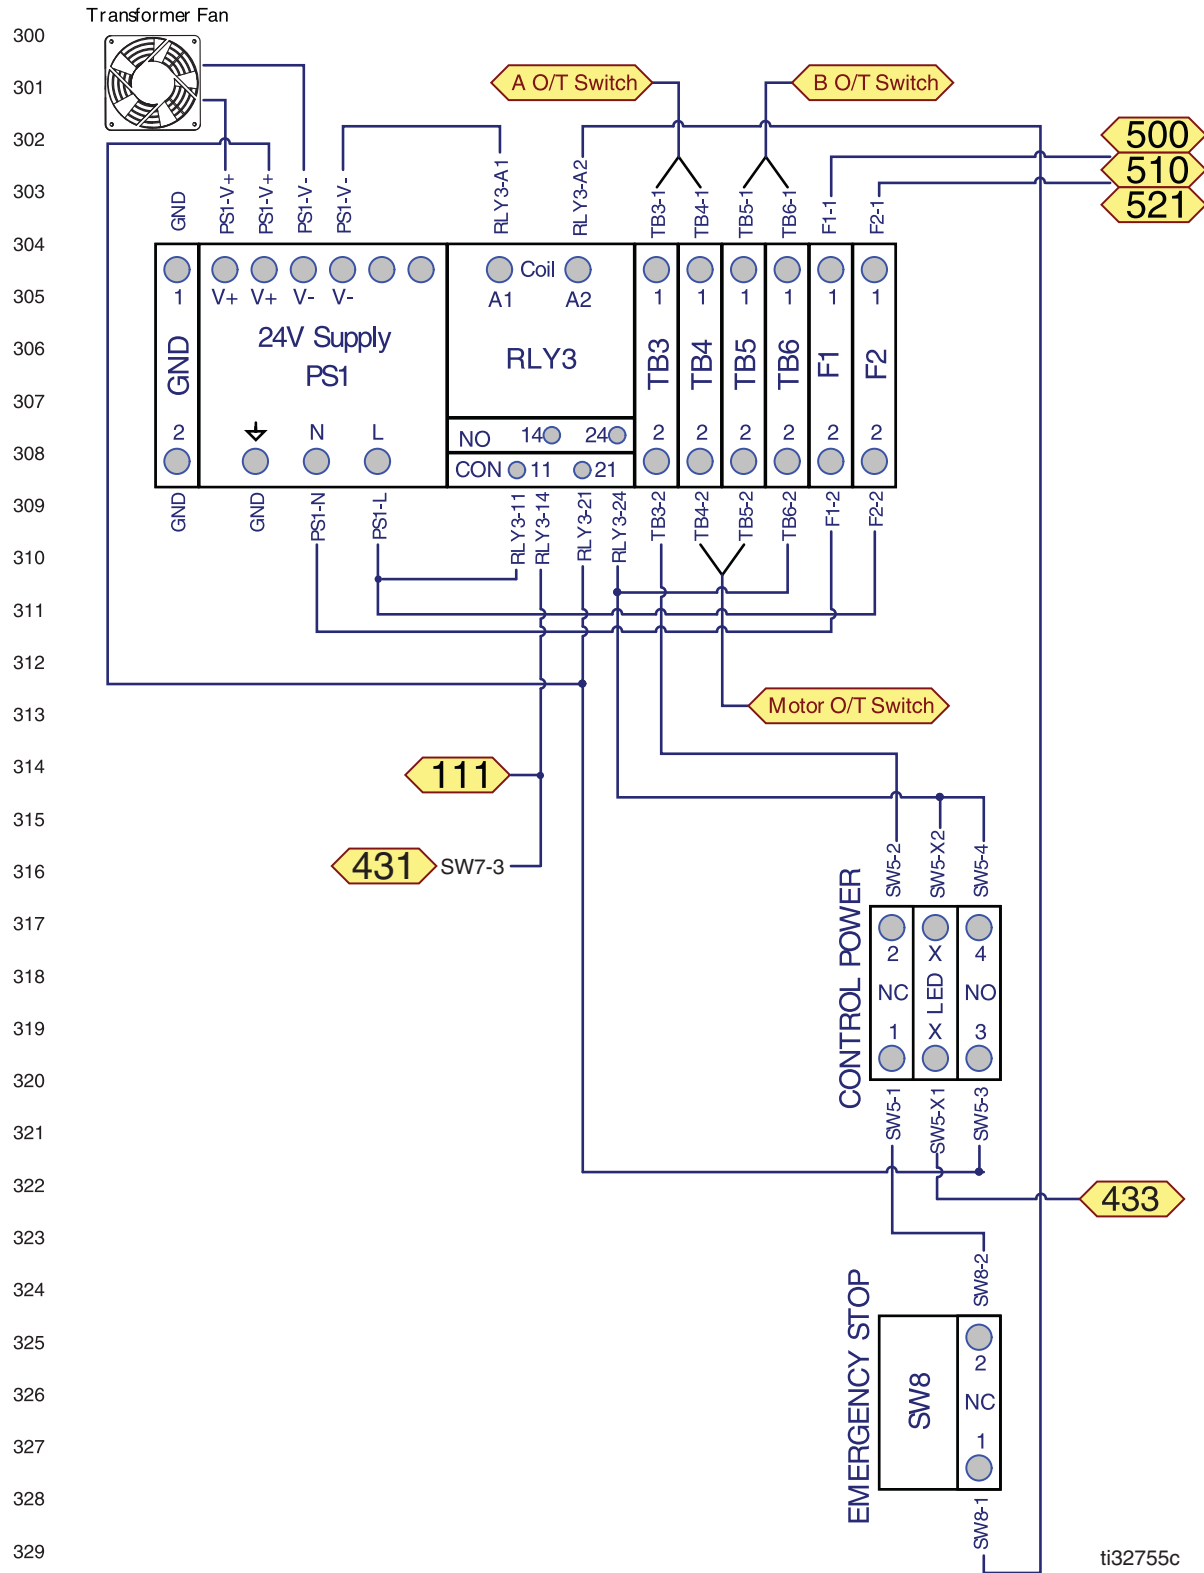 Transformer Fan
300
301
302
303
304
305
306
307
308
309
310
311
312
313
314
315
316
317
318
319
320
321
322
323
324
325
326
327
328
329
A O/T Switch
B O/T Switch
500
510
521
GND
PS1-V+
PS1-V+
PS1-V-
PS1-V-
RLY3-A1
RLY3-A2
TB3-1
TB4-1
TB5-1
TB6-1
F1-1
F2-1
Coil
1
V+
V+
V-
V-
A1
A2
1
1
1
1
1
1
GND
24V Supply
PS1
RLY3
TB3
TB4
TB5
TB6
F1
F2
2
N
L
NO
14
24
2
2
2
2
2
2
CON
11
21
GND
GND
PS1-N
PS1-L
RLY3-11
RLY3-14
RLY3-21
RLY3-24
TB3-2
TB4-2
TB5-2
TB6-2
F1-2
F2-2
Motor O/T Switch
111
431
SW7-3
SW5-2
SW5-X2
SW5-4
CONTROL POWER
2
X
4
NC
LED
NO
1
X
3
SW5-1
SW5-X1
SW5-3
433
SW8-2
EMERGENCY STOP
SW8
2
NC
1
SW8-1
ti32755c